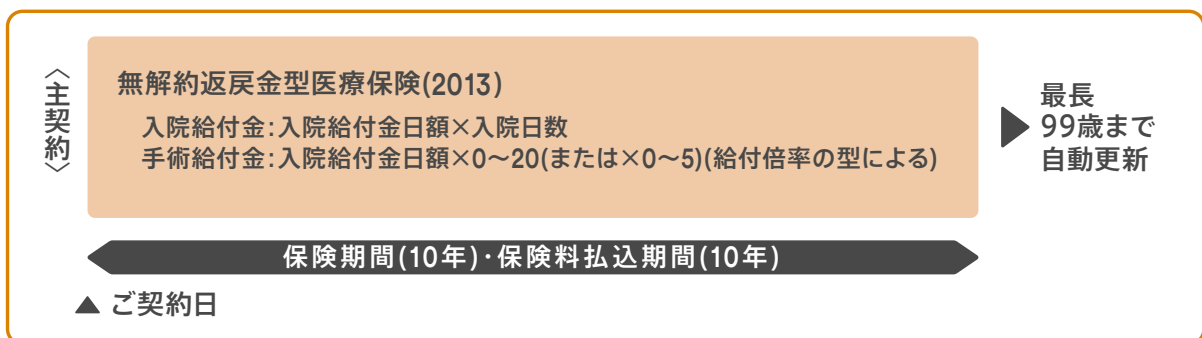 〈主契約〉
無解約返戻金型医療保険(2013)
入院給付金:入院給付金日額×入院日数
手術給付金:入院給付金日額×0〜20(または×0〜5)(給付倍率の型による)
最長
99歳まで
自動更新
保険期間(10年)・保険料払込期間(10年)
▲ ご契約日